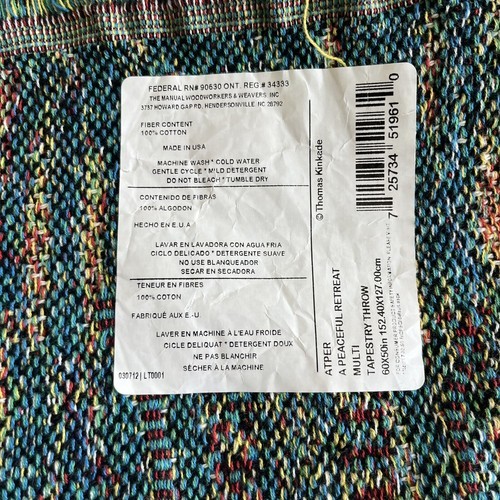 FEDERAL RN# 90630 ONT. REG.# 34333
THE MANUAL WOODWORKERS & WEAVERS, INC
3737 HOWARD GAP RD, HENDERSONVILLE, NC 28792
FIBER CONTENT
100% COTTON
MADE IN USA
MACHINE WASH * COLD WATER
GENTLE CYCLE * MILD DETERGENT
DO NOT BLEACH * TUMBLE DRY
CONTENIDO DE FIBRAS
100% ALGODON
HECHO EN E.U.A
LAVAR EN LAVADORA CON AGUA FRIA
CICLO DELICADO * DETERGENTE SUAVE
NO USE BLANQUEADOR
SECAR EN SECADORA
TENEUR EN FIBRES
100% COTON
FABRIQUÉ AUX E.-U.
LAVER EN MACHINE À L'EAU FROIDE
CICLE DELIQUAT * DETERGENT DOUX
NE PAS BLANCHIR
SÈCHER À LA MACHINE
030712 | LT0001
© Thomas Kinkade
ATPER
A PEACEFUL RETREAT
MULTI
TAPESTRY THROW
60X50in 152.40X127.00cm
7 25734 51961 0